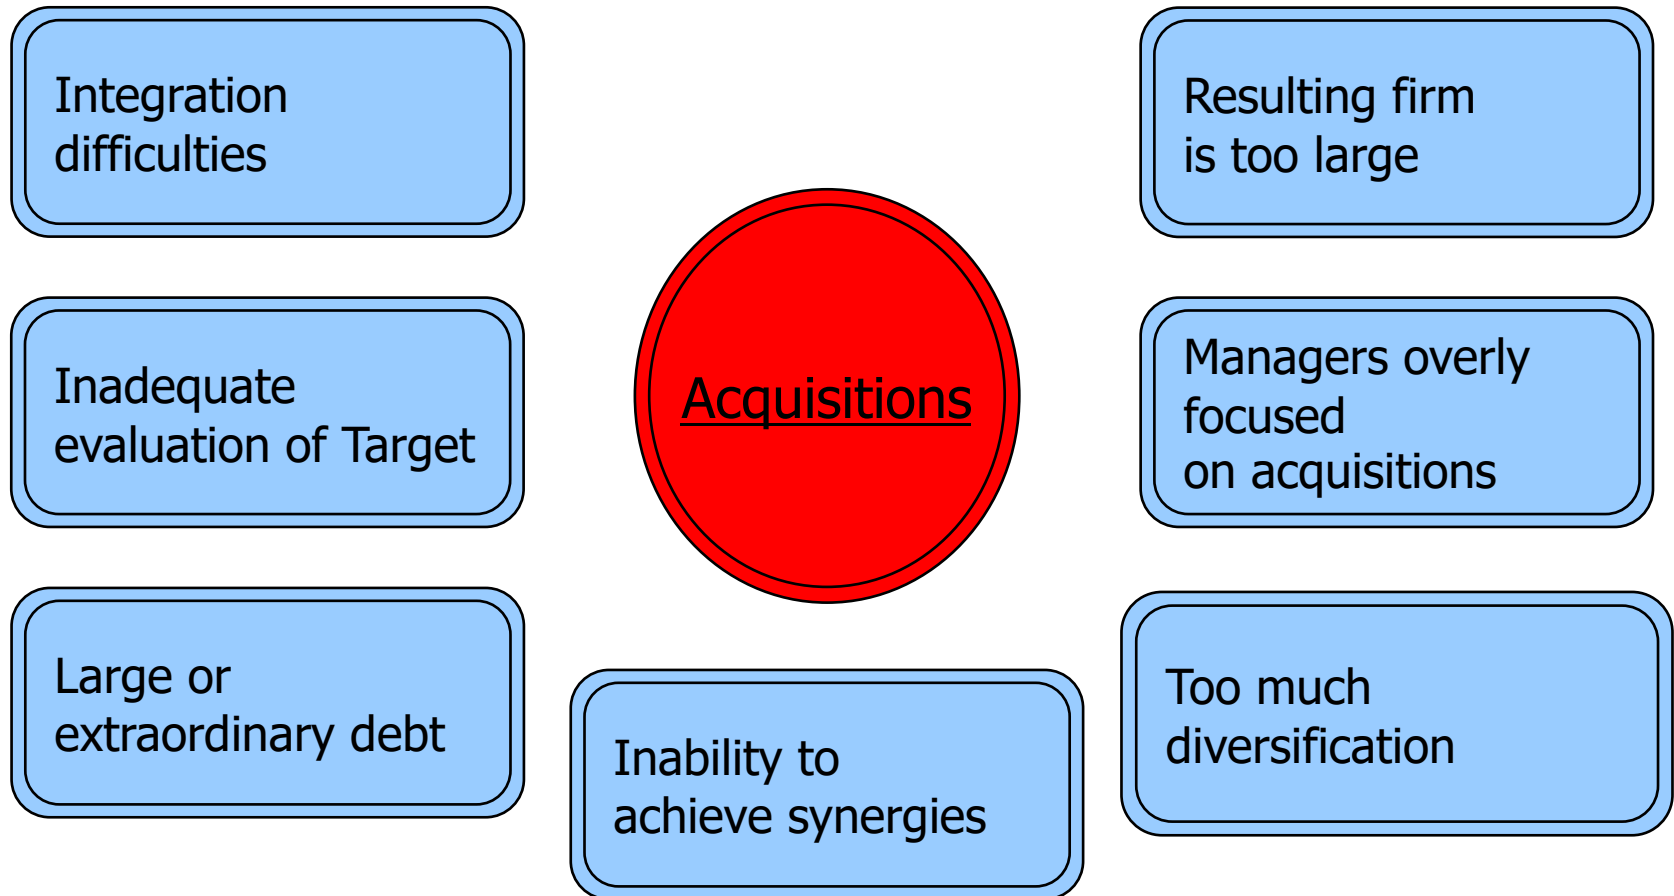 Integration
difficulties
Inadequate
evaluation of Target
Large or
extraordinary debt
Acquisitions
Inability to
achieve synergies
Resulting firm
is too large
Managers overly
focused
on acquisitions
Too much
diversification